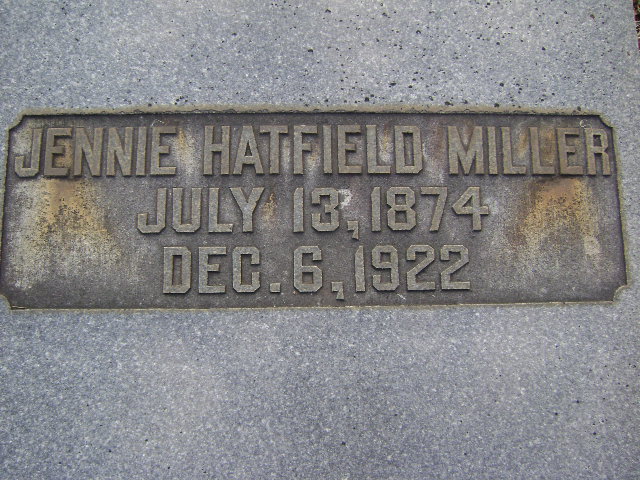 JENNIE HATFIELD MILLER
JULY 13, 1874
DEC. 6, 1922